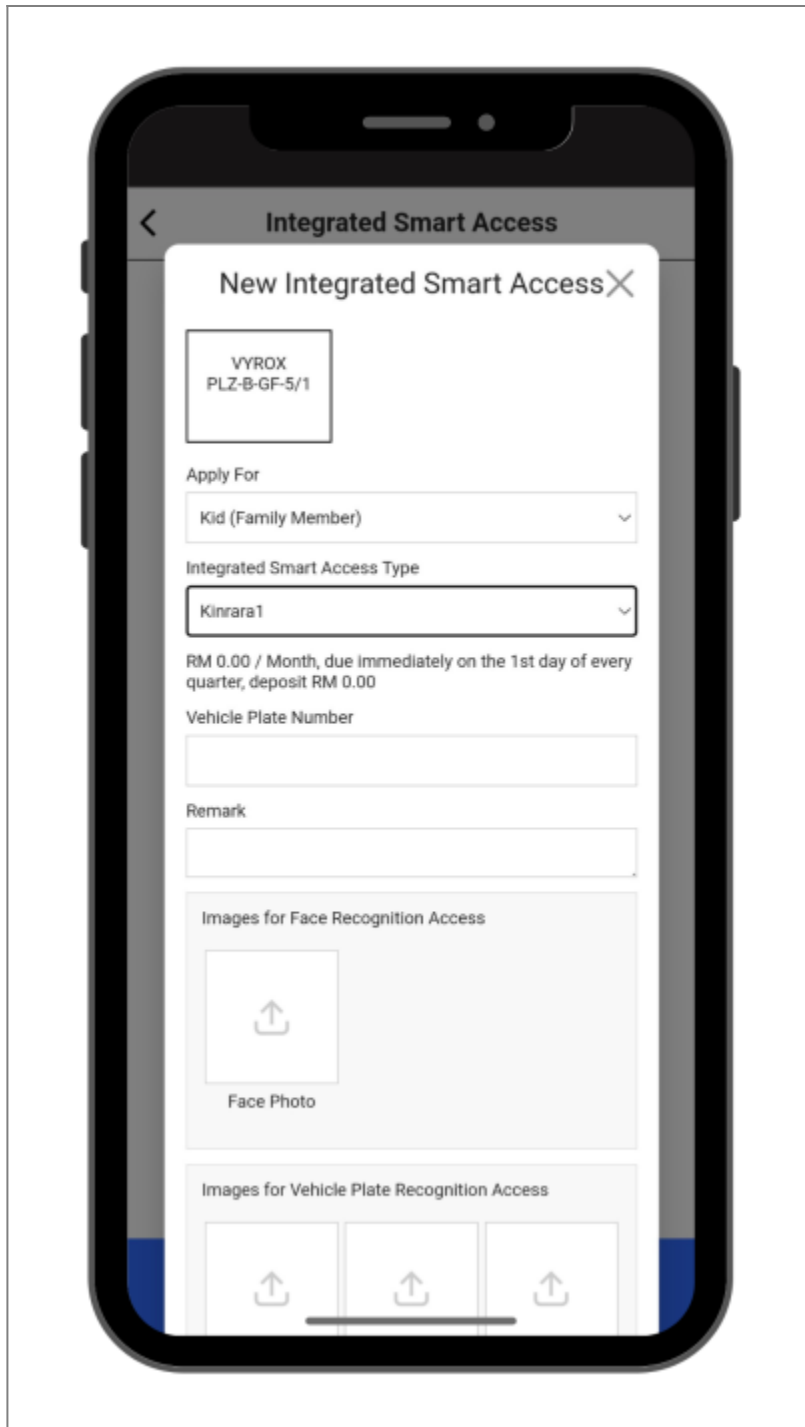 Integrated Smart Access
New Integrated Smart Access
VYROX
PLZ-B-GF-5/1
Apply For
Kid (Family Member)
Integrated Smart Access Type
Kinrara1
RM 0.00 / Month, due immediately on the 1st day of every
quarter, deposit RM 0.00
Vehicle Plate Number
Remark
Images for Face Recognition Access
Face Photo
Images for Vehicle Plate Recognition Access